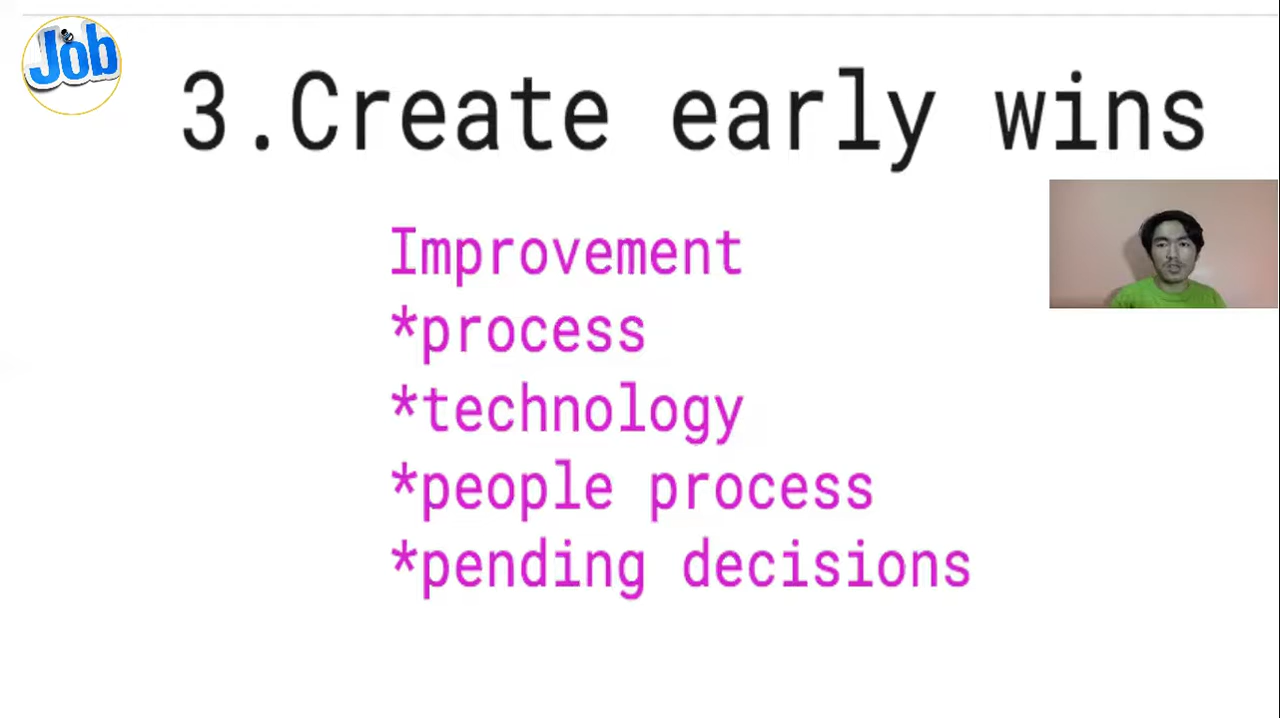 Job
3.Create early wins
Improvement
*process
*technology
*people process
*pending decisions